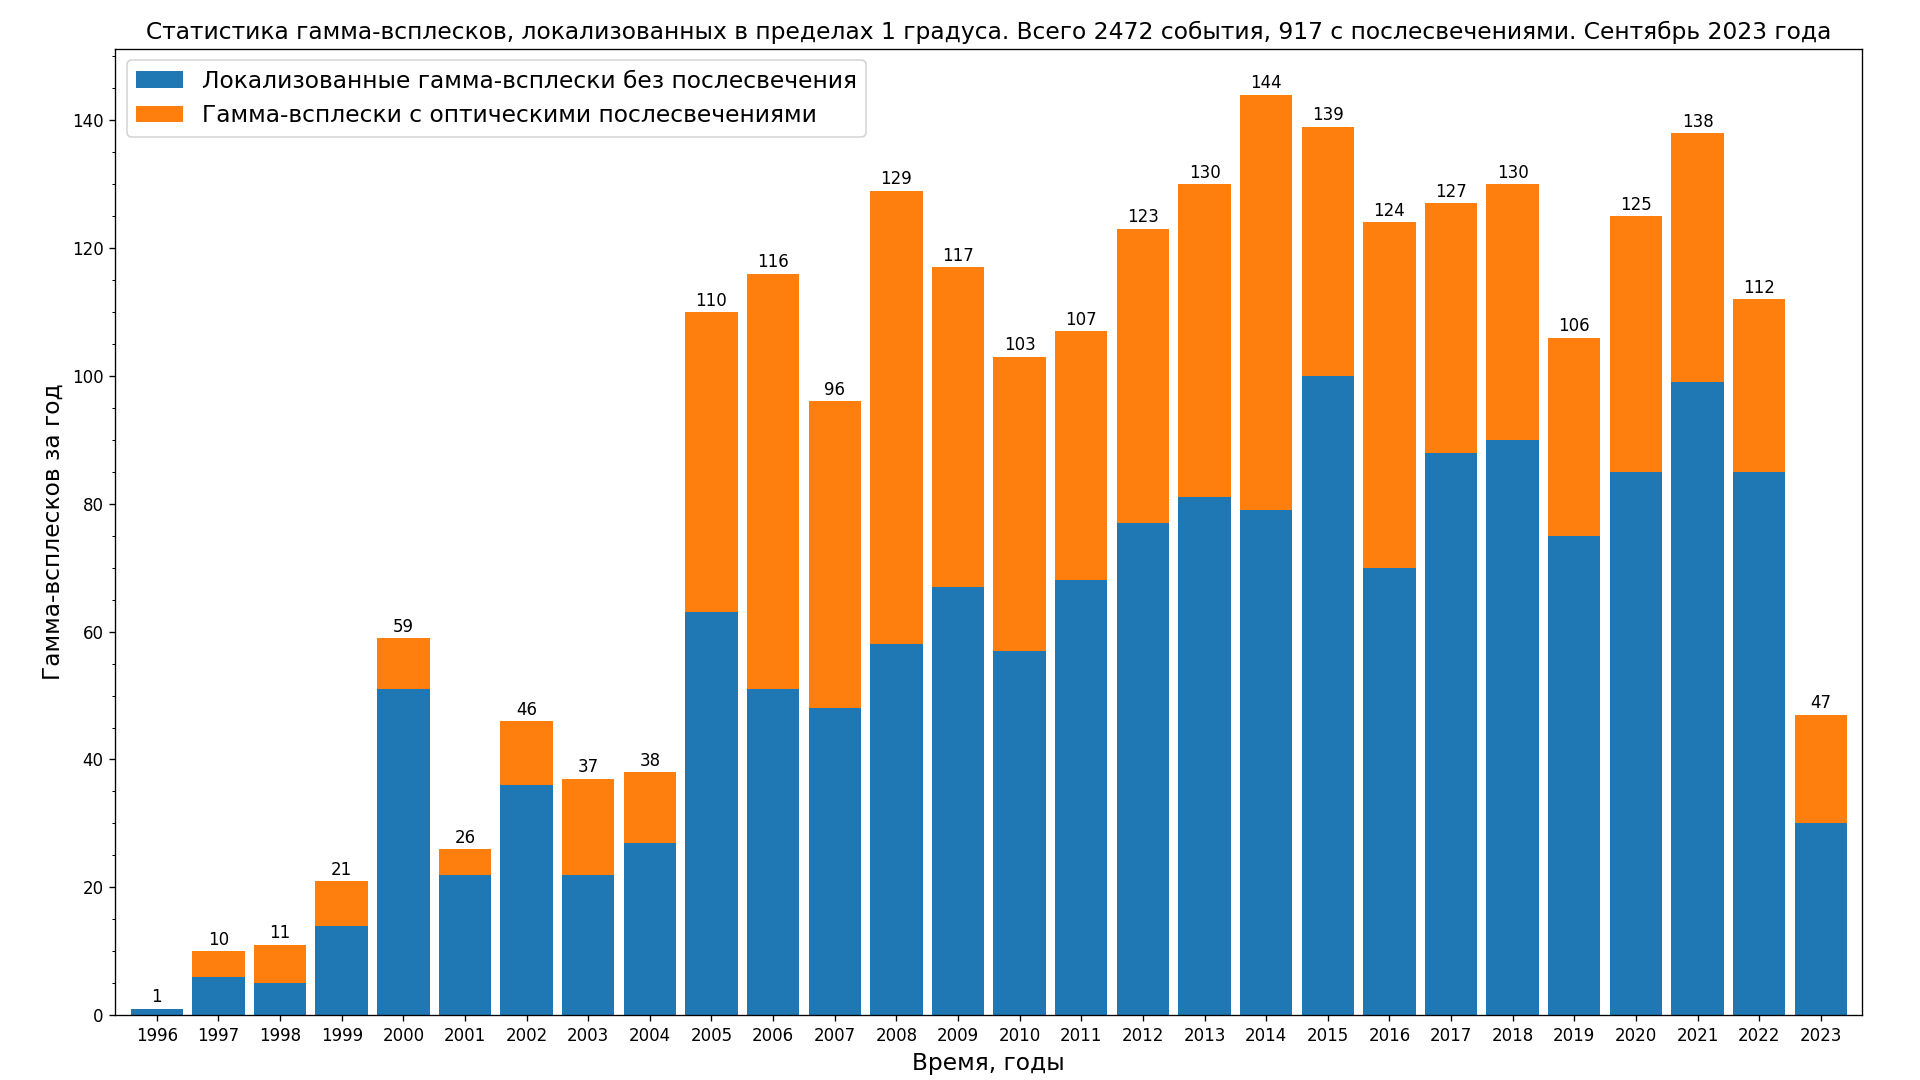 Статистика гамма-всплесков, локализованных в пределах 1 градуса. Всего 2472 события, 917 с послесвечениями. Сентябрь 2023 года
Локализованные гамма-всплески без послесвечения
Гамма-всплески с оптическими послесвечениями
Гамма-всплесков за год
140
120
100
80
60
40
20
0
1 10 11 21 59 26 46 37 38 110 116 96 129 117 103 107 123 130 144 139 124 127 130 106 125 138 112 47
1996 1997 1998 1999 2000 2001 2002 2003 2004 2005 2006 2007 2008 2009 2010 2011 2012 2013 2014 2015 2016 2017 2018 2019 2020 2021 2022 2023
Время, годы